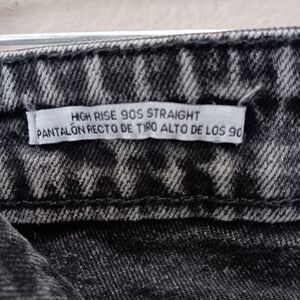 HIGH RISE 90S STRAIGHT
PANTALÓN RECTO DE TIRO ALTO DE LOS 90